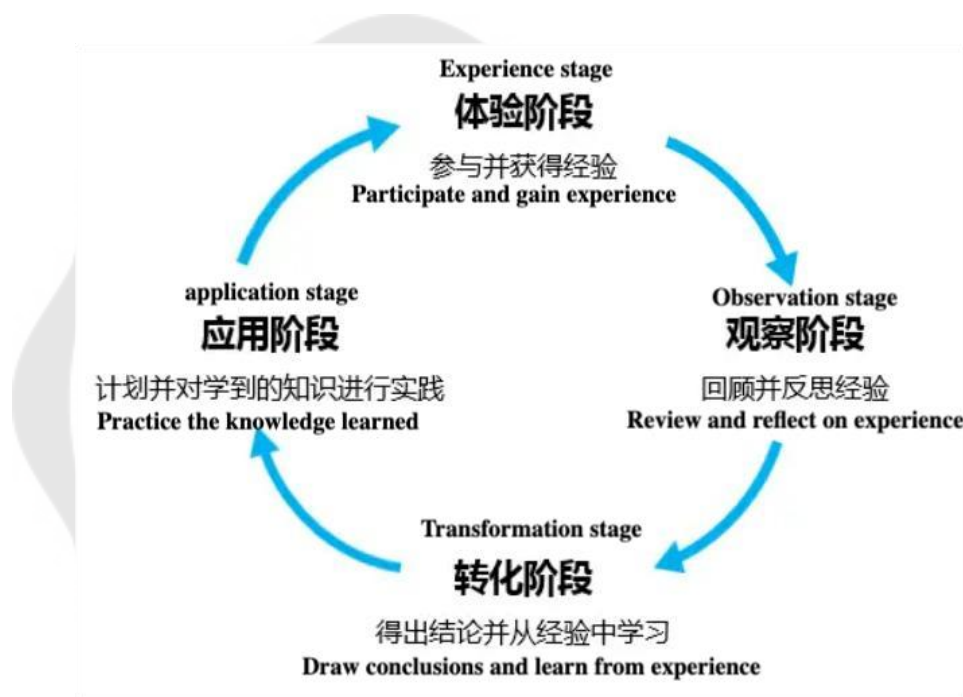 Experience stage
体验阶段
参与并获得经验
Participate and gain experience
application stage
应用阶段
计划并对学到的知识进行实践
Practice the knowledge learned
Observation stage
观察阶段
回顾并反思经验
Review and reflect on experience
Transformation stage
转化阶段
得出结论并从经验中学习
Draw conclusions and learn from experience